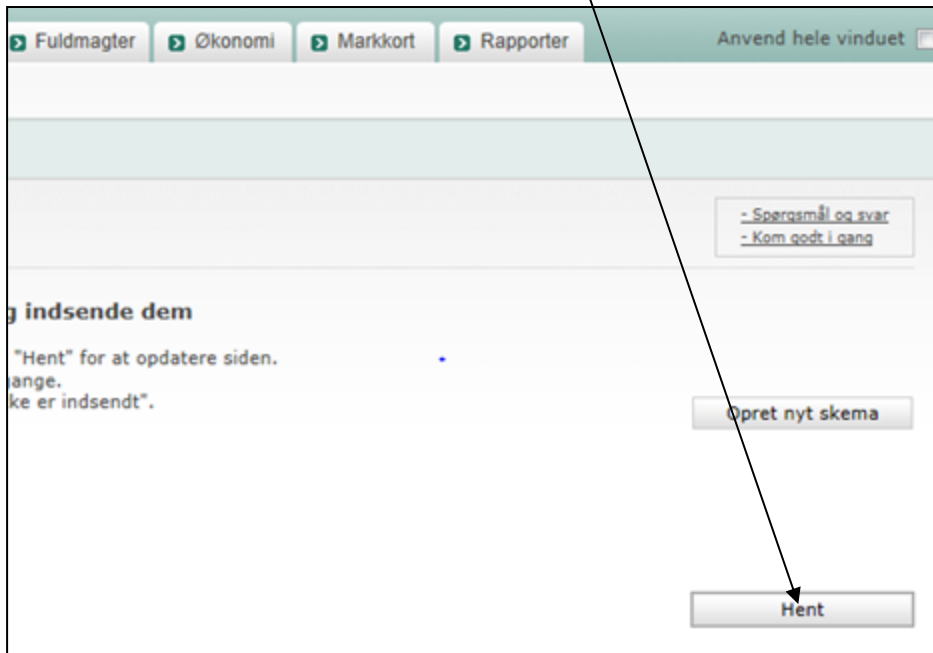 Fuldmagter Økonomi Markkort Rapporter Anvend hele vinduet
- Spørgsmål og svar
- Kom godt i gang
g indsende dem
"Hent" for at opdatere siden.
gange.
ke er indsendt".
Opret nyt skema
Hent